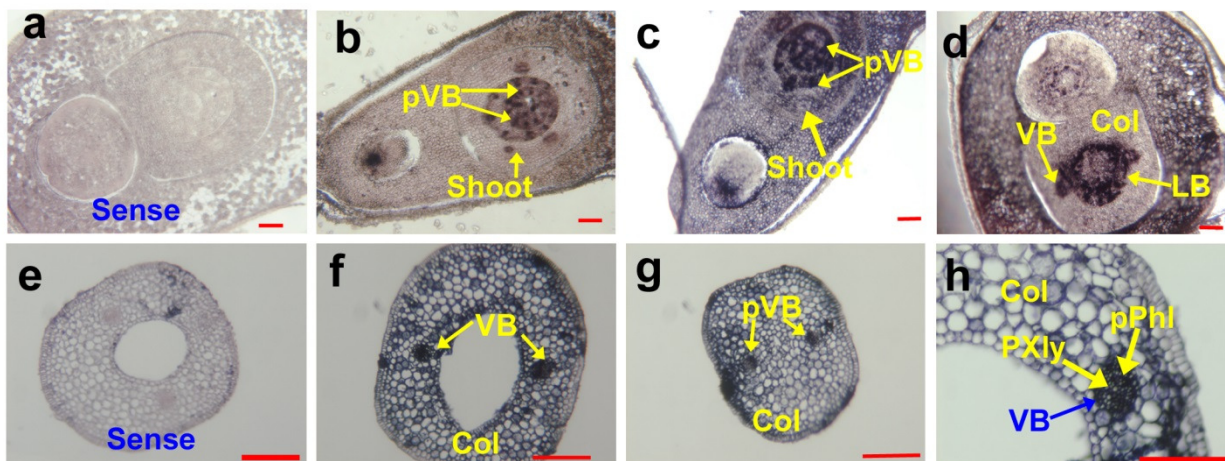 a
Sense
b
pVB
Shoot
c
pVB
Shoot
d
VB
Col
LB
e
Sense
f
VB
Col
g
pVB
Col
h
Col
pPhl
PXly
VB